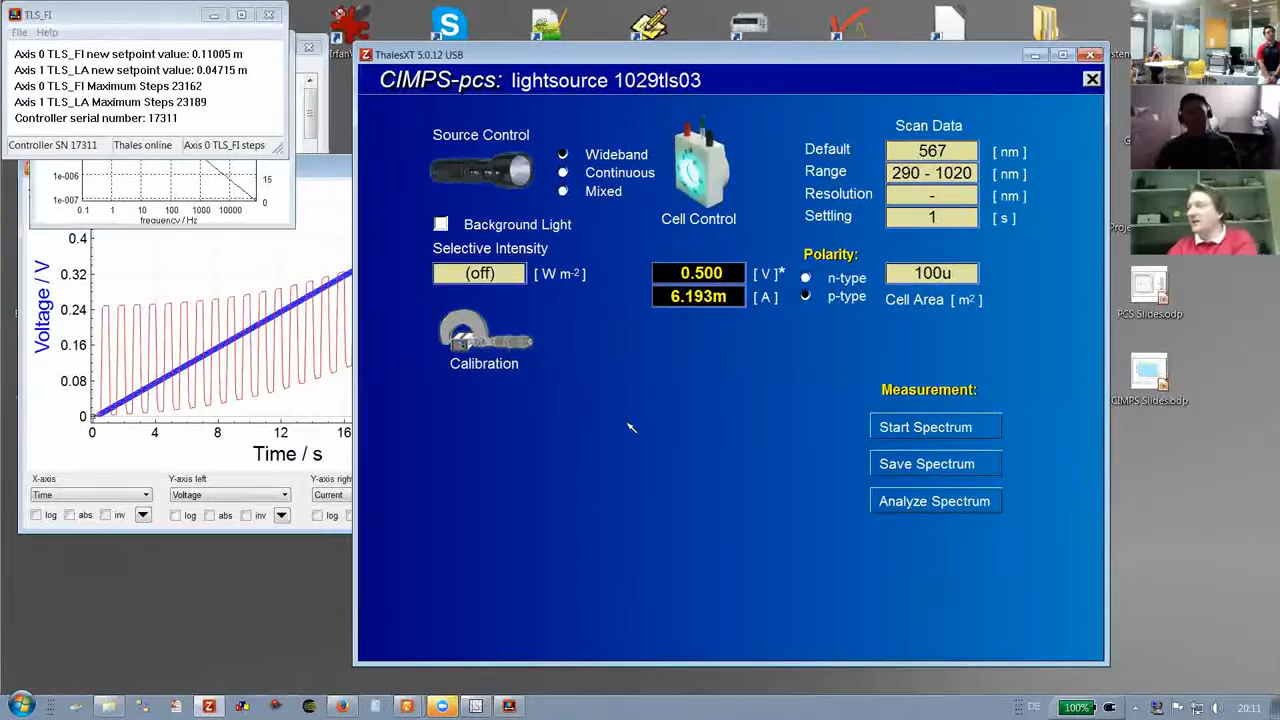 TLS_FI
File Help
Axis 0 TLS_FI new setpoint value: 0.11005 m
Axis 1 TLS_LA new setpoint value: 0.04715 m
Axis 0 TLS_FI Maximum Steps 23162
Axis 1 TLS_LA Maximum Steps 23189
Controller serial number: 17311
Controller SN 17311 Thales online Axis 0 TLS_FI steps
1e-006 15
1e-007 0
0.1 1 10 100 1000 10000
frequency / Hz
0.4
0.32
0.24
0.16
0.08
0
Voltage / V
0 4 8 12 16
Time / s
X-axis Y-axis left Y-axis right
Time Voltage Current
log abs inv log abs inv log
ThalesXT 5.0.12 USB
CIMPS-pcs: lightsource 1029tls03
Source Control
Wideband
Continuous
Mixed
Background Light
Selective Intensity
(off) [ W m-2 ]
Calibration
Cell Control
0.500 [ V ]*
6.193m [ A ]
Scan Data
Default 567 [ nm ]
Range 290 - 1020 [ nm ]
Resolution - [ nm ]
Settling 1 [ s ]
Polarity:
n-type
p-type
100u
Cell Area [ m2 ]
Measurement:
Start Spectrum
Save Spectrum
Analyze Spectrum
PCS Slides.odp
CIMPS Slides.odp
DE 100% 20:11